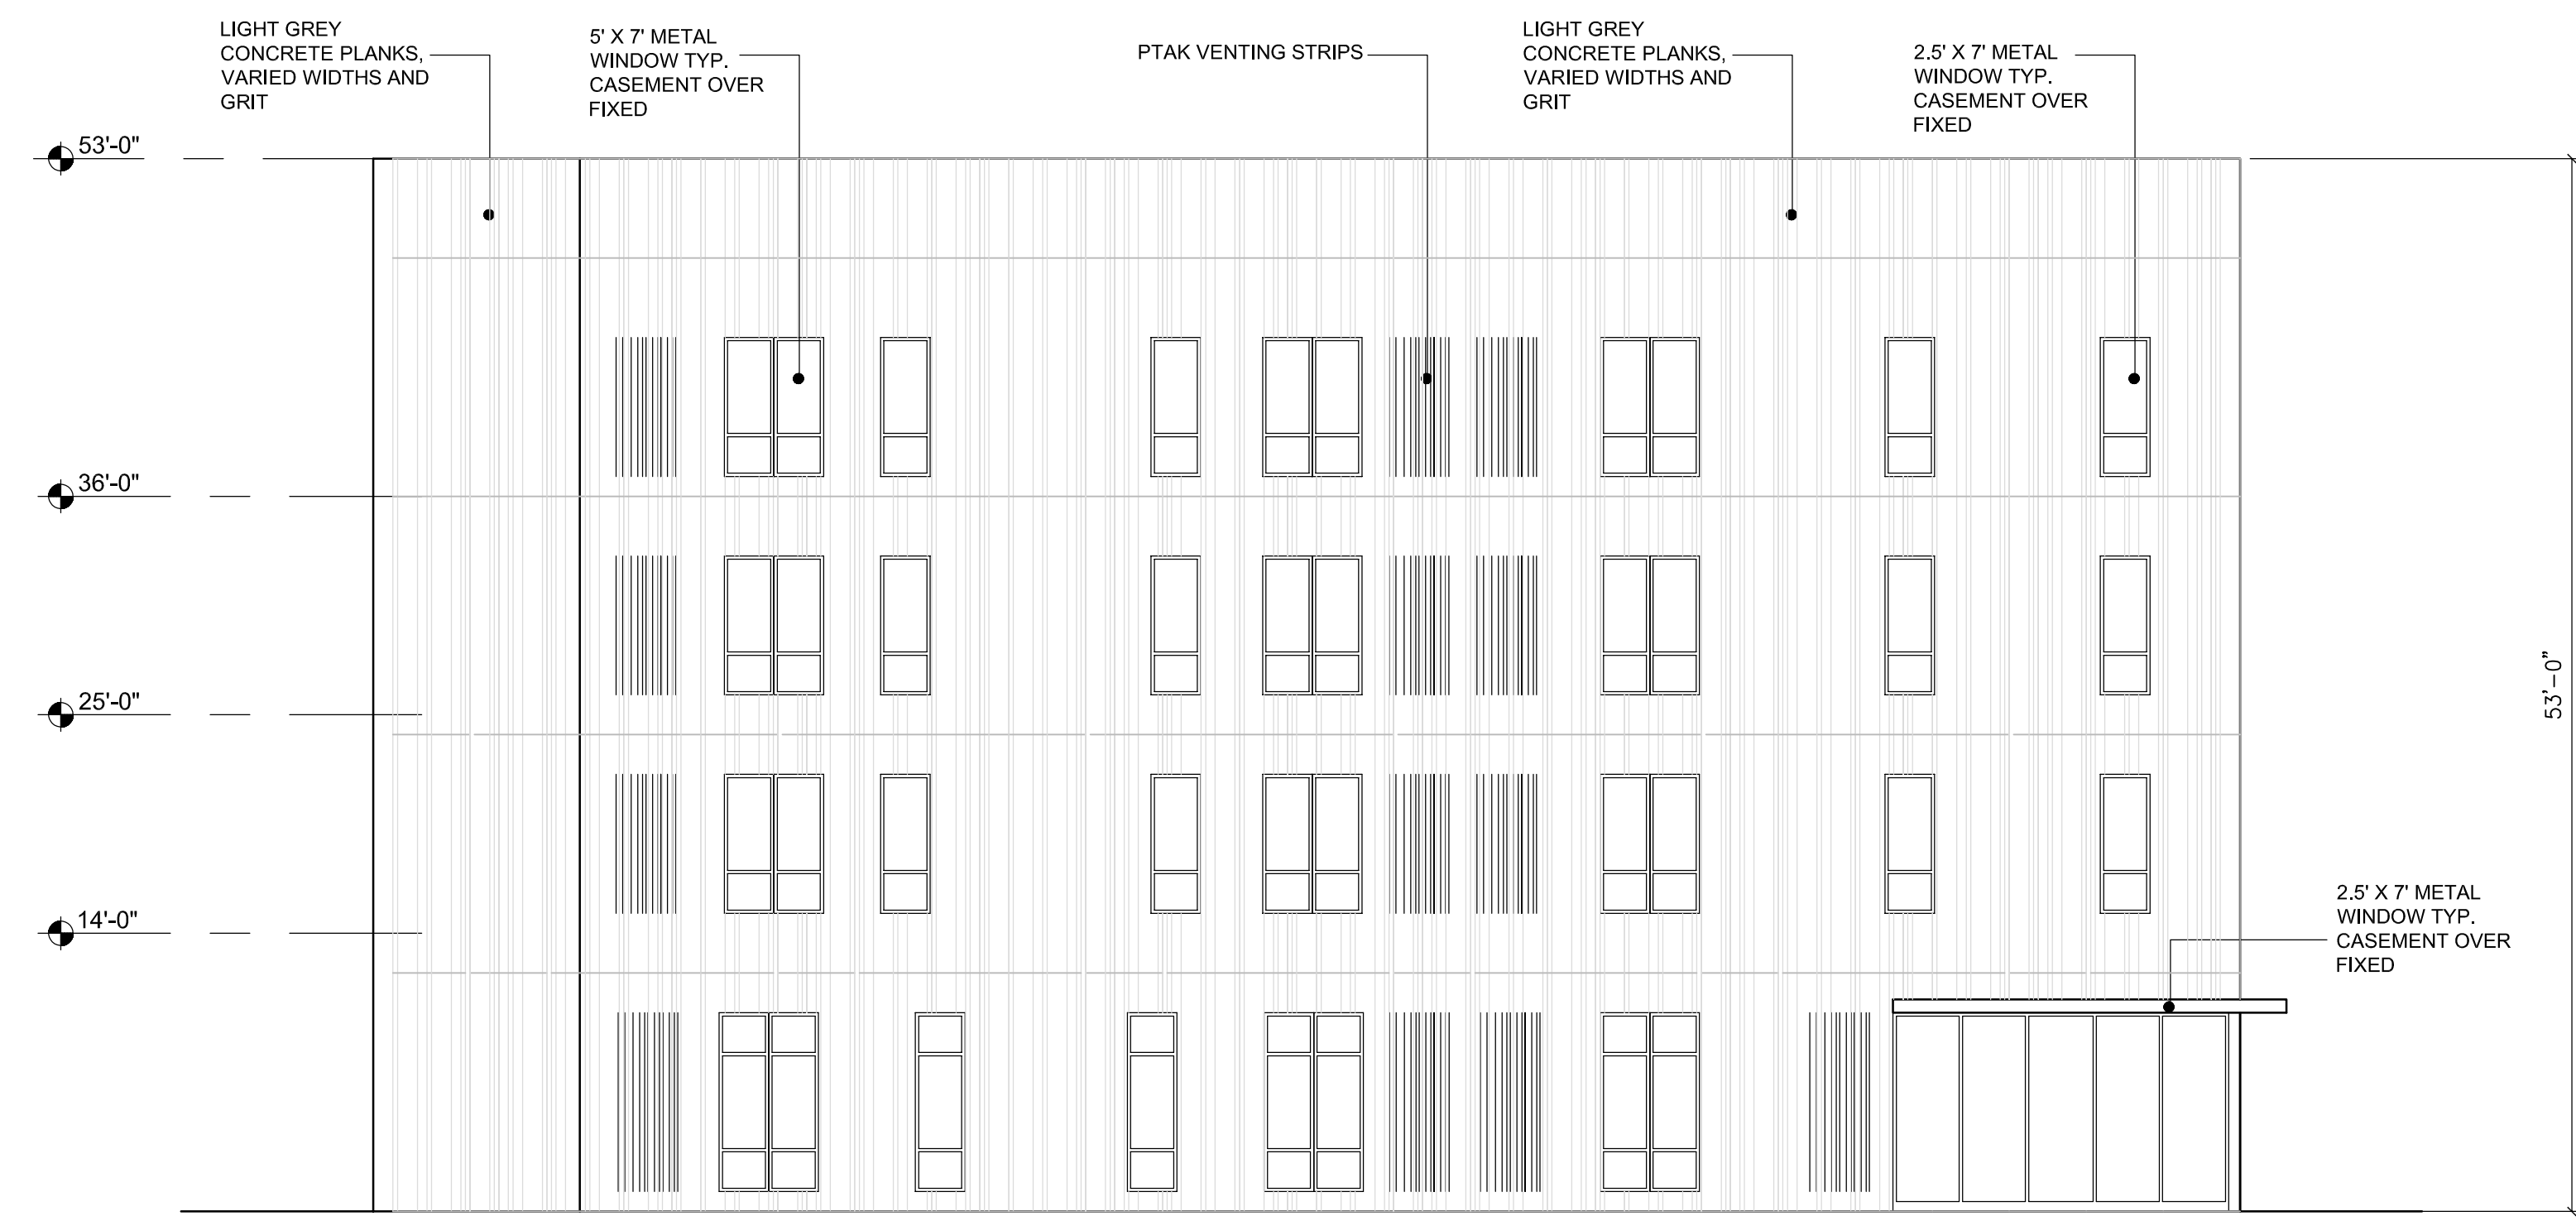 LIGHT GREY
CONCRETE PLANKS,
VARIED WIDTHS AND
GRIT
5' X 7' METAL
WINDOW TYP.
CASEMENT OVER
FIXED
PTAK VENTING STRIPS
LIGHT GREY
CONCRETE PLANKS,
VARIED WIDTHS AND
GRIT
2.5' X 7' METAL
WINDOW TYP.
CASEMENT OVER
FIXED
53'-0"
36'-0"
25'-0"
14'-0"
53'-0"
2.5' X 7' METAL
WINDOW TYP.
CASEMENT OVER
FIXED